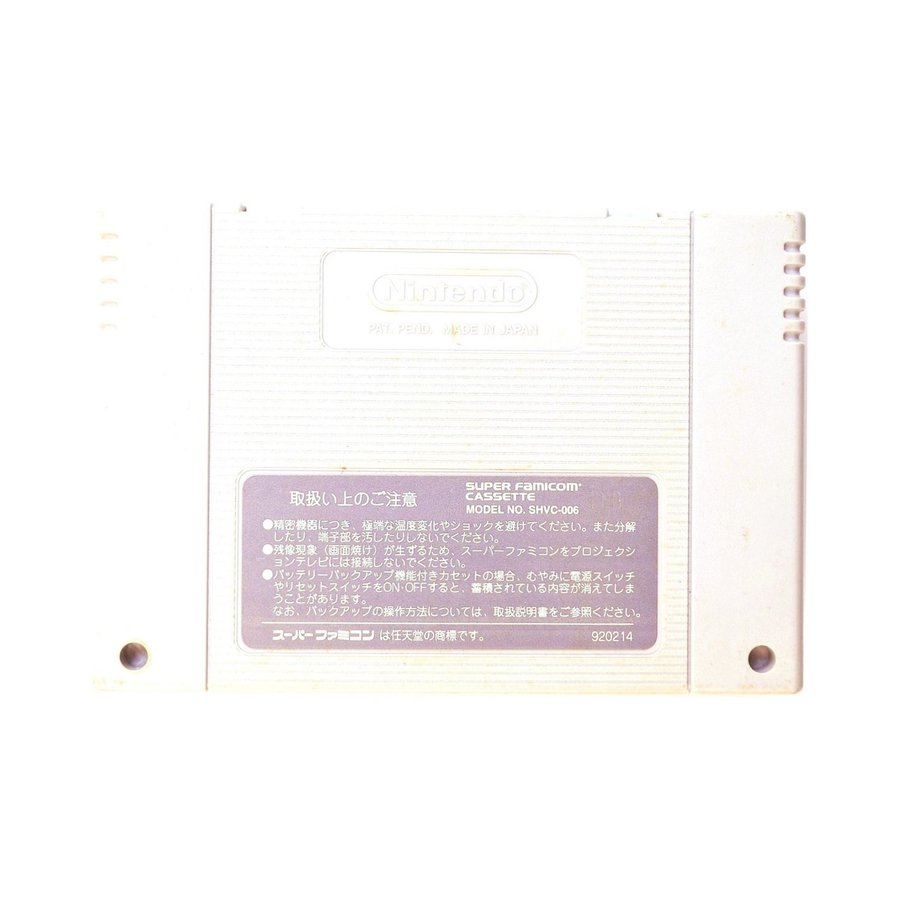 Nintendo
PAT. PEND. MADE IN JAPAN
取扱い上のご注意
SUPER FAMICOM
CASSETTE
MODEL NO. SHVC-006
●精密機器につき、極端な温度変化やショックを避けてください。また分解
したり、端子部を汚したりしないでください。
●残像現象（画面焼け）が生ずるため、スーパーファミコンをプロジェクシ
ョンテレビには接続しないでください。
●バッテリーバックアップ機能付きカセットの場合、むやみに電源スイッチ
やリセットスイッチをON・OFFすると、蓄積されている内容が消えてしま
うことがあります。
なお、バックアップの操作方法については、取扱説明書をご参照ください。
スーパーファミコン は任天堂の商標です。
920214